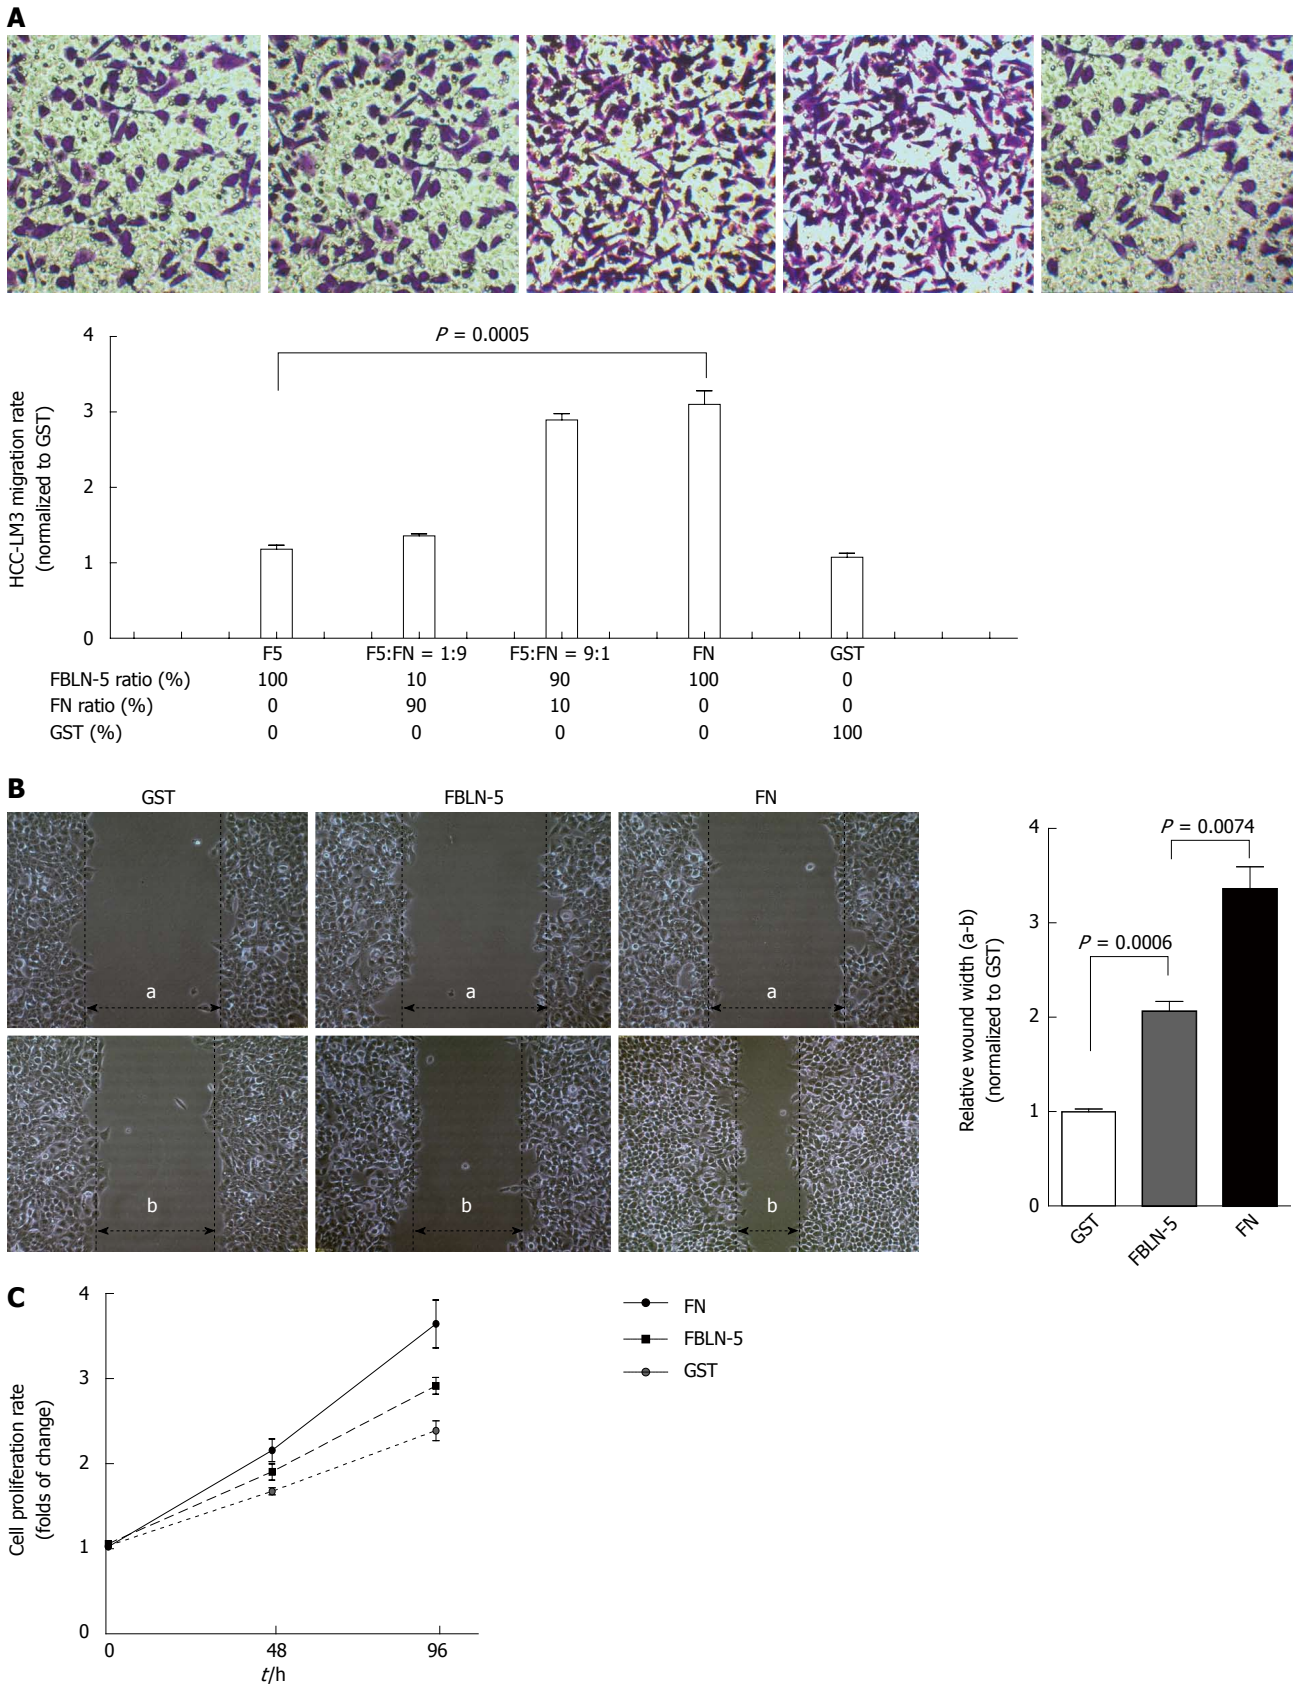 A
P = 0.0005
HCC-LM3 migration rate
(normalized to GST)
4
3
2
1
0
F5 F5:FN = 1:9 F5:FN = 9:1 FN GST
FBLN-5 ratio (%) 100 10 90 100 0
FN ratio (%) 0 90 10 0 0
GST (%) 0 0 0 0 100
B
GST FBLN-5 FN
a a a
b b b
Relative wound width (a-b)
(normalized to GST)
4
3
2
1
0
P = 0.0074
P = 0.0006
GST FBLN-5 FN
C
Cell proliferation rate
(folds of change)
4
3
2
1
0
0 48 96
t/h
FN
FBLN-5
GST